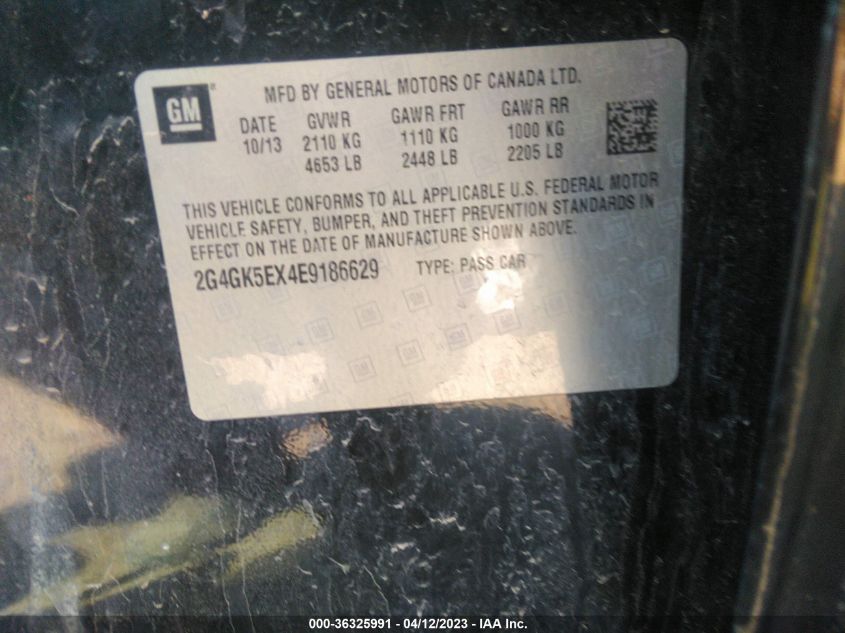 GM®
MFD BY GENERAL MOTORS OF CANADA LTD.
DATE GVWR GAWR FRT GAWR RR
10/13 2110 KG 1110 KG 1000 KG
4653 LB 2448 LB 2205 LB
THIS VEHICLE CONFORMS TO ALL APPLICABLE U.S. FEDERAL MOTOR
VEHICLE SAFETY, BUMPER, AND THEFT PREVENTION STANDARDS IN
EFFECT ON THE DATE OF MANUFACTURE SHOWN ABOVE.
2G4GK5EX4E9186629 TYPE: PASS CAR
000-36325991 - 04/12/2023 - IAA Inc.